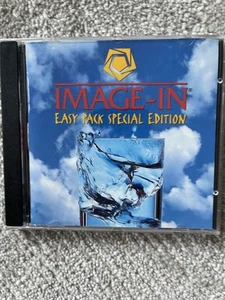 IMAGE-IN
EASY PACK SPECIAL EDITION